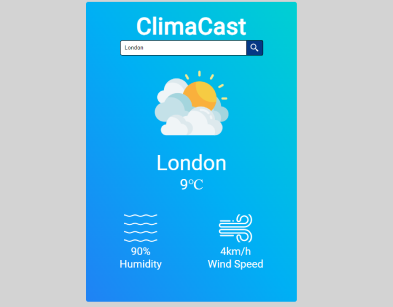 ClimaCast
London
London
9°C
90%
Humidity
4km/h
Wind Speed